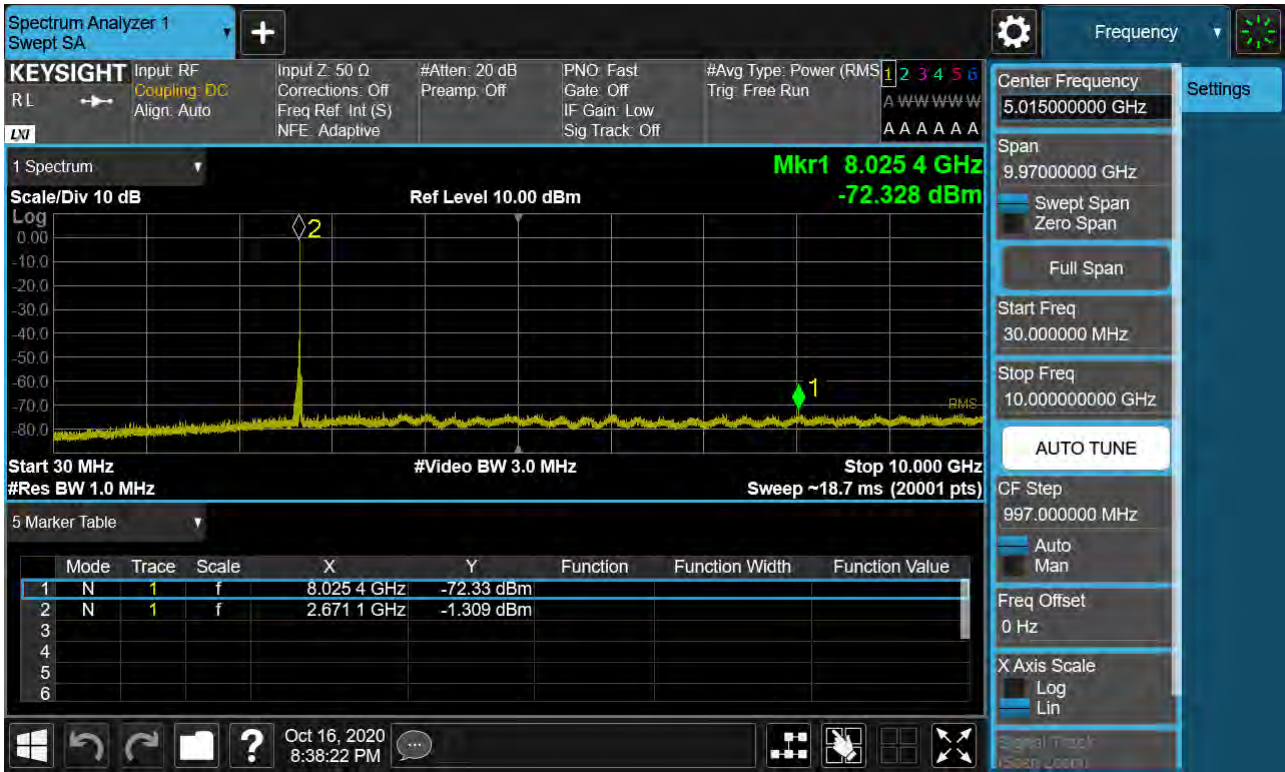 Spectrum Analyzer 1
Swept SA
+
Frequency
KEYSIGHT
RL
LXI
Input: RF
Coupling: DC
Align: Auto
Input Z: 50 Ω
Corrections: Off
Freq Ref: Int (S)
NFE: Adaptive
#Atten: 20 dB
Preamp: Off
PNO: Fast
Gate: Off
IF Gain: Low
Sig Track: Off
#Avg Type: Power (RMS
Trig: Free Run
1 2 3 4 5 6
A W W W W W
A A A A A A
1 Spectrum
Mkr1 8.025 4 GHz
Scale/Div 10 dB
Ref Level 10.00 dBm
-72.328 dBm
Log
0.00
-10.0
-20.0
-30.0
-40.0
-50.0
-60.0
-70.0
-80.0
2
1
RMS
Start 30 MHz
#Video BW 3.0 MHz
Stop 10.000 GHz
#Res BW 1.0 MHz
Sweep ~18.7 ms (20001 pts)
5 Marker Table
Mode Trace Scale X Y Function Function Width Function Value
1 N 1 f 8.025 4 GHz -72.33 dBm
2 N 1 f 2.671 1 GHz -1.309 dBm
3
4
5
6
?
Oct 16, 2020
8:38:22 PM
Center Frequency
5.015000000 GHz
Settings
Span
9.97000000 GHz
Swept Span
Zero Span
Full Span
Start Freq
30.000000 MHz
Stop Freq
10.000000000 GHz
AUTO TUNE
CF Step
997.000000 MHz
Auto
Man
Freq Offset
0 Hz
X Axis Scale
Log
Lin
Signal Track
(Span Zoom)